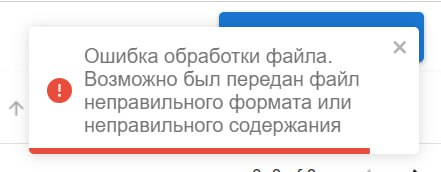 Ошибка обработки файла.
Возможно был передан файл
неправильного формата или
неправильного содержания